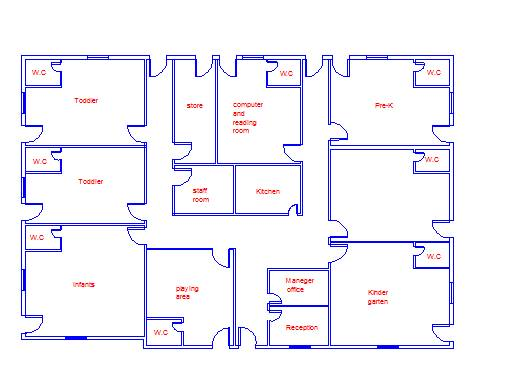 W.C
W.C
W.C
Toddler
store
computer
and
reading
room
Pre-K
W.C
W.C
Toddler
staff
room
Kitchen
W.C
W.C
Infants
playing
area
Maneger
office
Kinder
garten
W.C
Reception